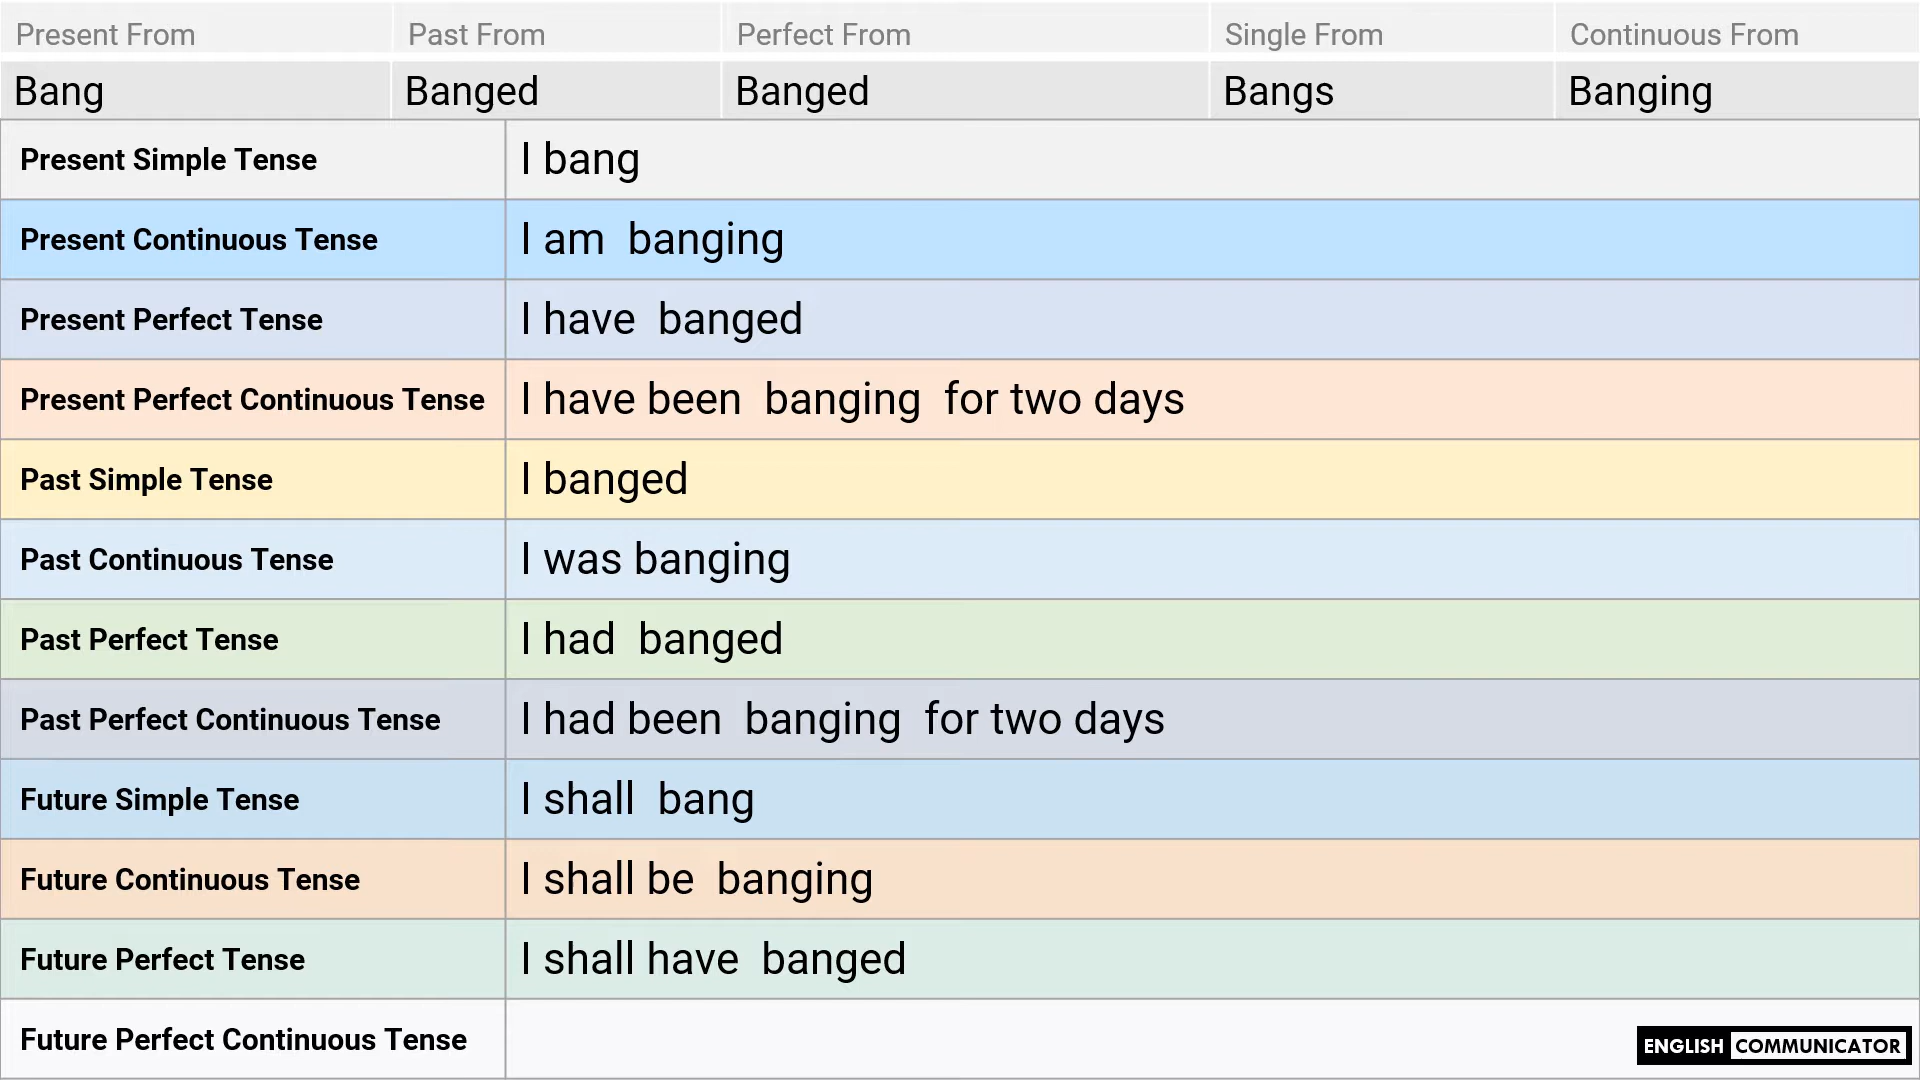 Present From Past From Perfect From Single From Continuous From
Bang Banged Banged Bangs Banging
Present Simple Tense I bang
Present Continuous Tense I am banging
Present Perfect Tense I have banged
Present Perfect Continuous Tense I have been banging for two days
Past Simple Tense I banged
Past Continuous Tense I was banging
Past Perfect Tense I had banged
Past Perfect Continuous Tense I had been banging for two days
Future Simple Tense I shall bang
Future Continuous Tense I shall be banging
Future Perfect Tense I shall have banged
Future Perfect Continuous Tense
ENGLISH COMMUNICATOR